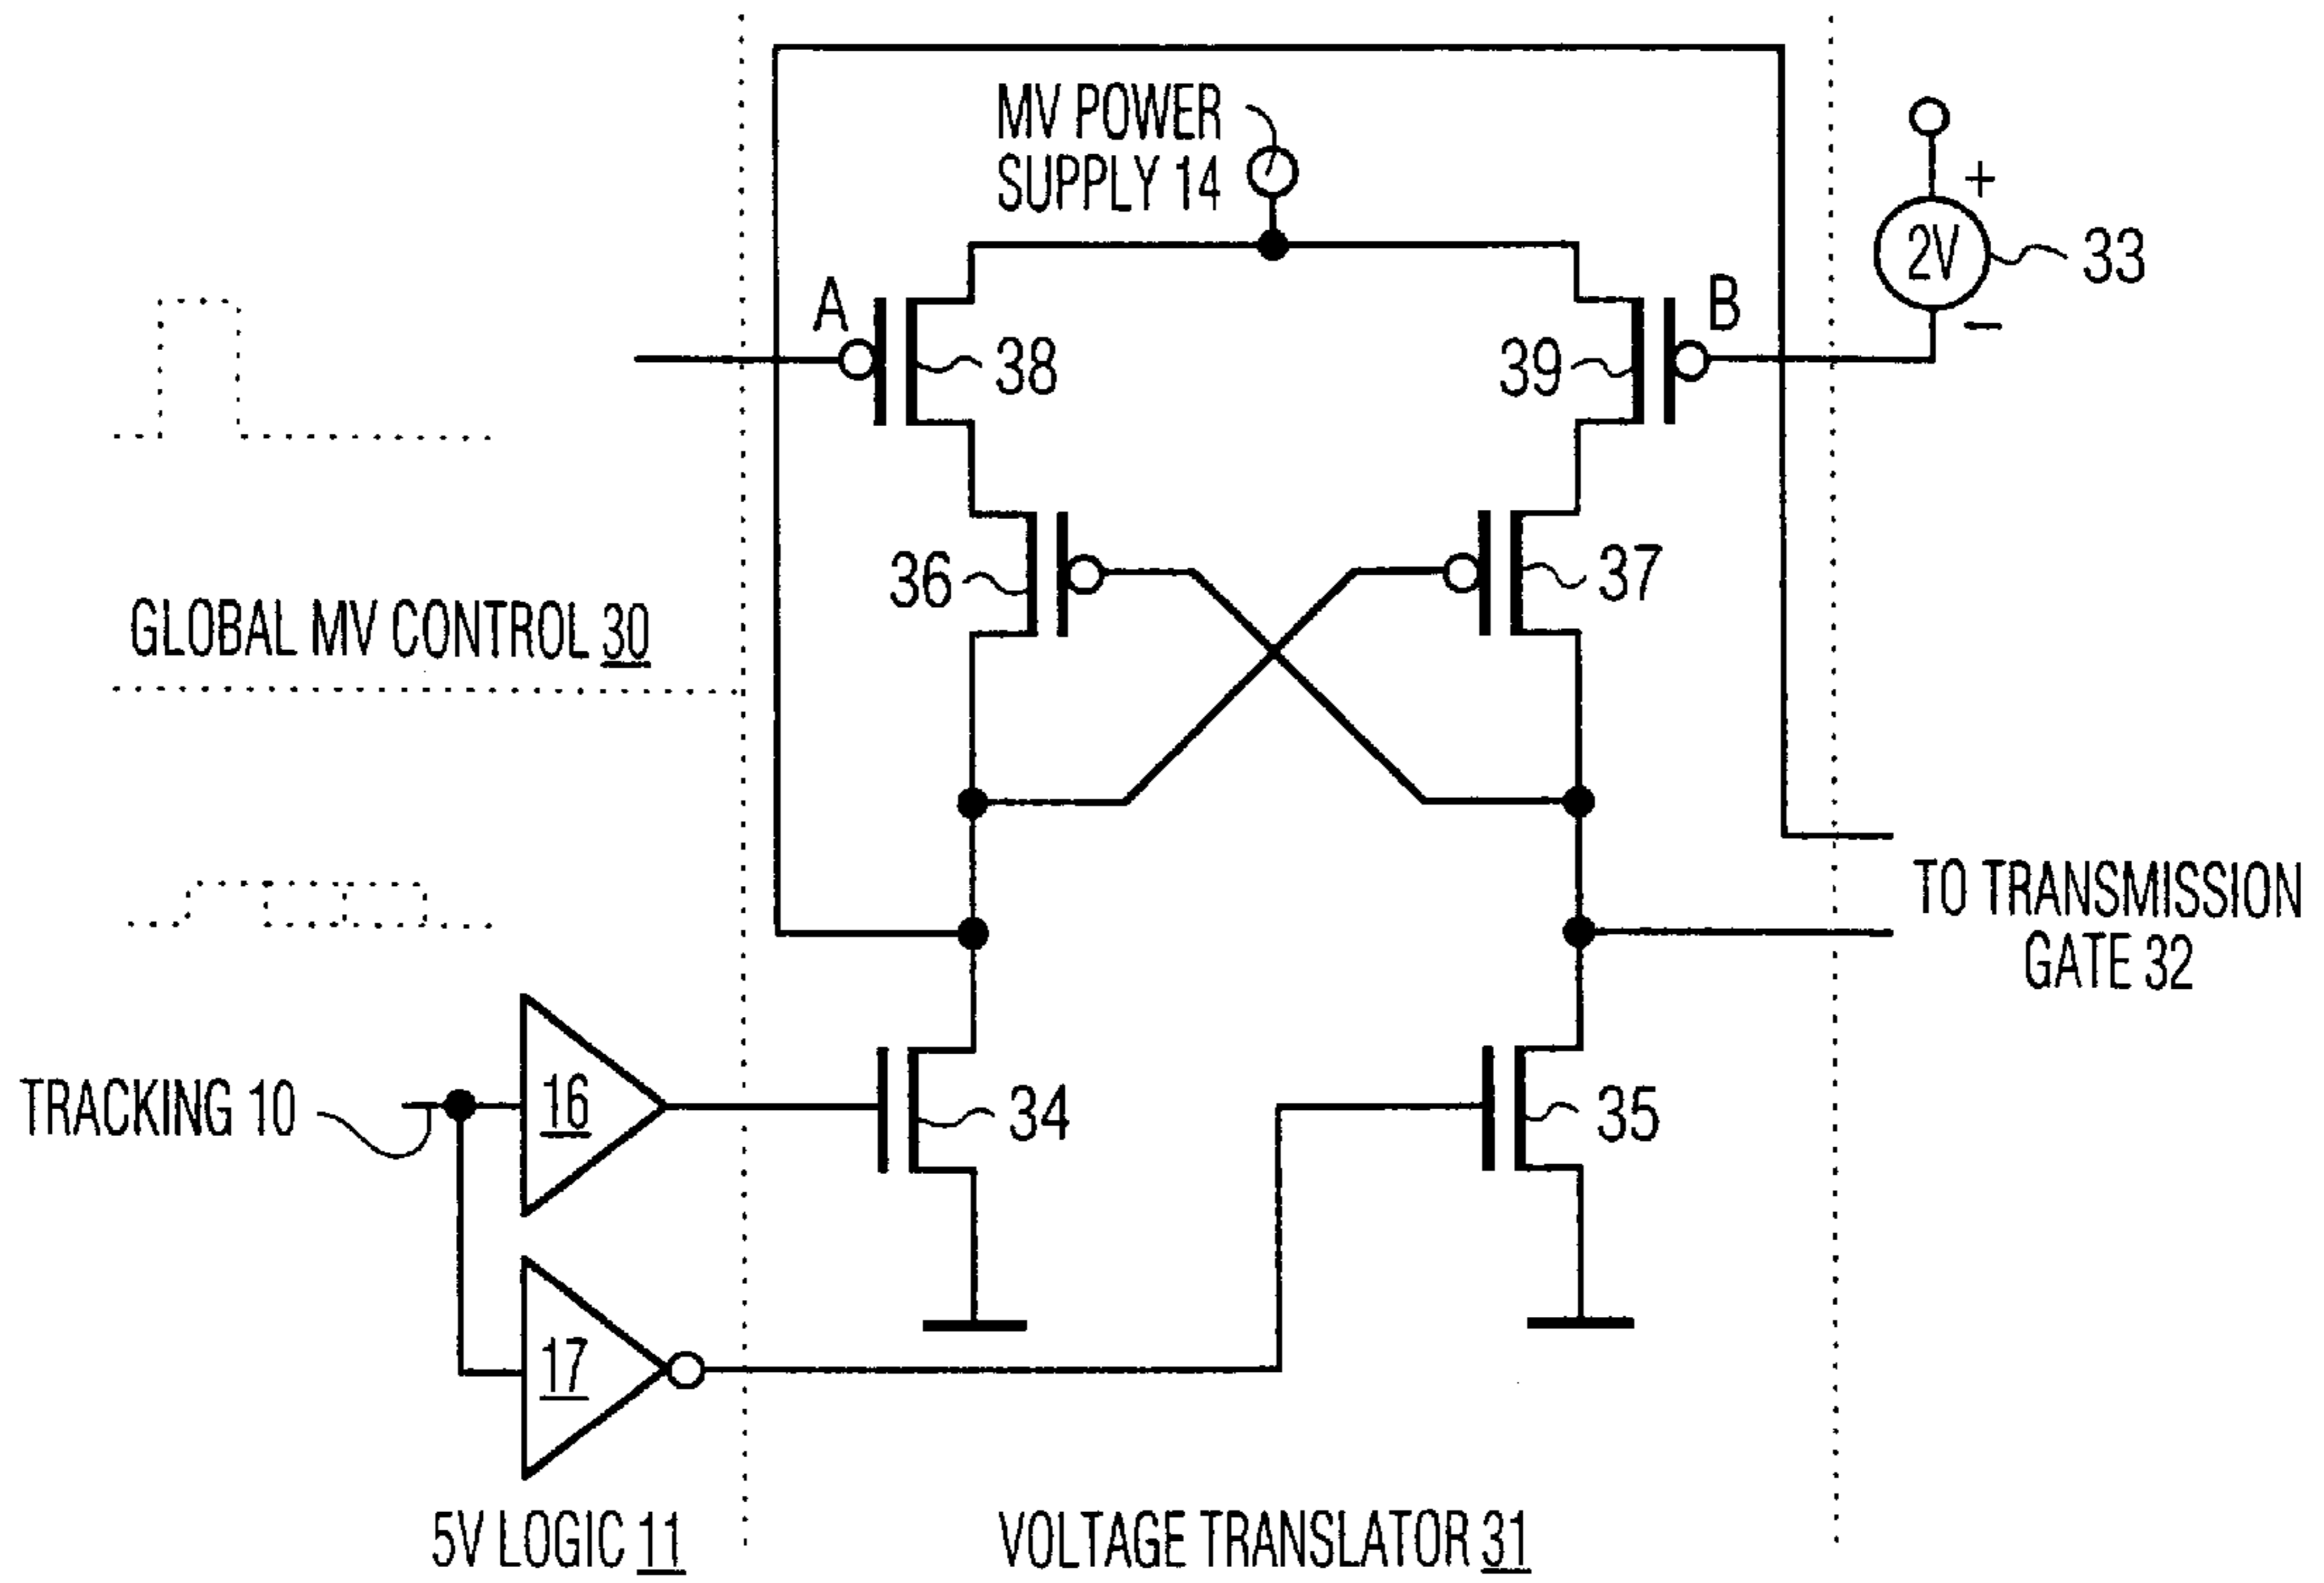 MV POWER
SUPPLY 14
+
2V
33
−
A
B
38
39
36
37
GLOBAL MV CONTROL 30
TO TRANSMISSION
GATE 32
TRACKING 10
16
34
35
17
5V LOGIC 11
VOLTAGE TRANSLATOR 31